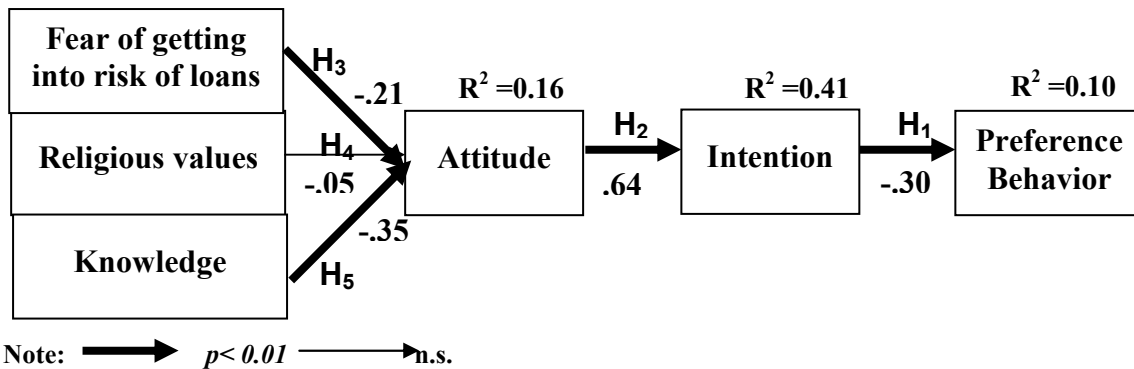 Fear of getting
into risk of loans
Religious values
Knowledge
H₃
-.21
H₄
-.05
-.35
H₅
R² =0.16
Attitude
H₂
.64
R² =0.41
Intention
H₁
-.30
R² =0.10
Preference
Behavior
Note: p< 0.01 n.s.